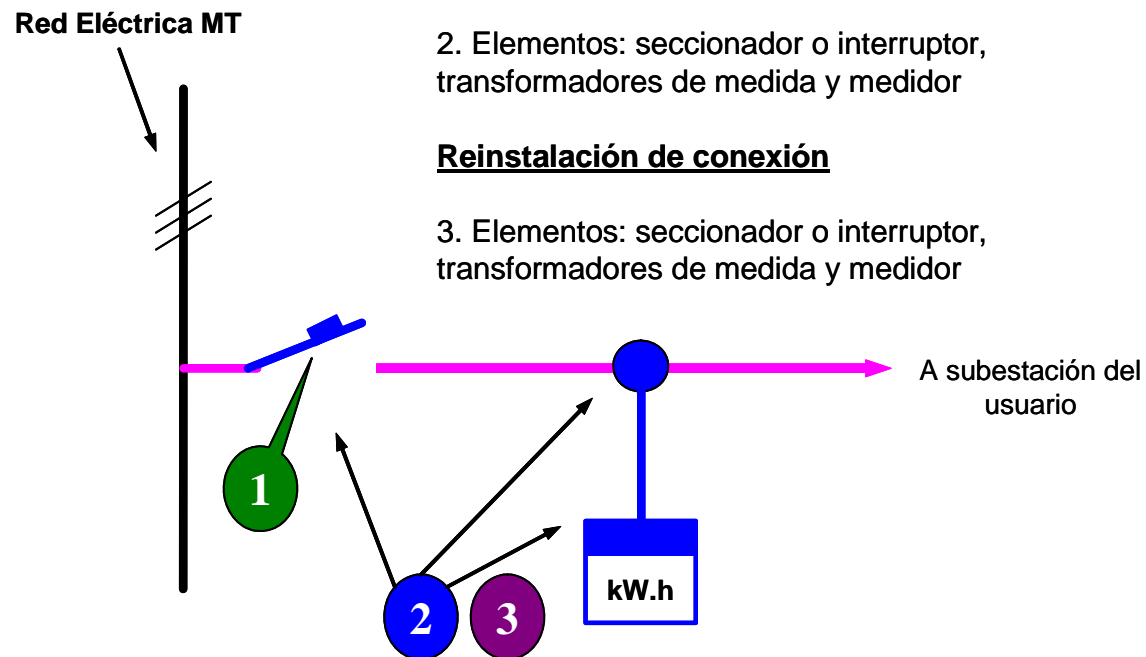 Red Eléctrica MT
2. Elementos: seccionador o interruptor,
transformadores de medida y medidor
Reinstalación de conexión
3. Elementos: seccionador o interruptor,
transformadores de medida y medidor
A subestación del
usuario
1
kW.h
2
3